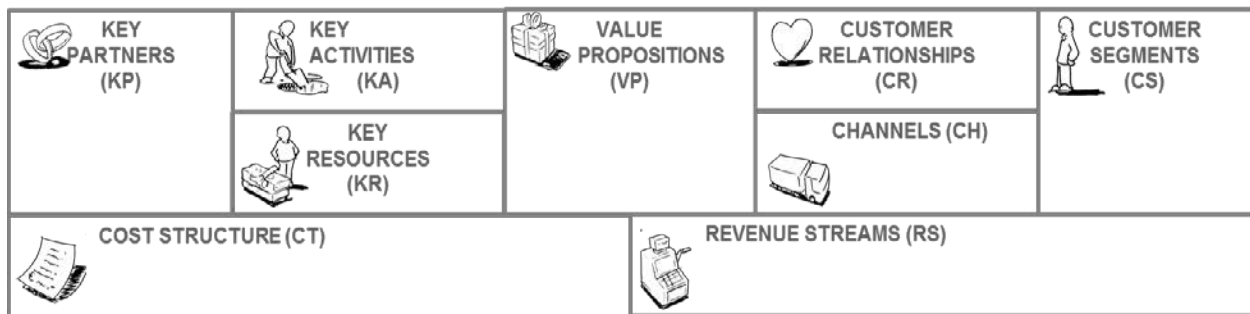 KEY
PARTNERS
(KP)
KEY
ACTIVITIES
(KA)
KEY
RESOURCES
(KR)
VALUE
PROPOSITIONS
(VP)
CUSTOMER
RELATIONSHIPS
(CR)
CHANNELS (CH)
CUSTOMER
SEGMENTS
(CS)
COST STRUCTURE (CT)
REVENUE STREAMS (RS)